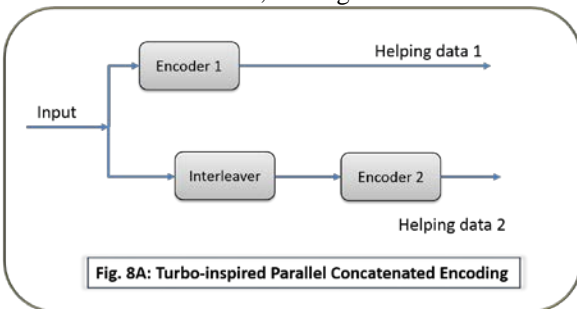 Helping data 1
Encoder 1
Input
Interleaver
Encoder 2
Helping data 2
Fig. 8A: Turbo-inspired Parallel Concatenated Encoding